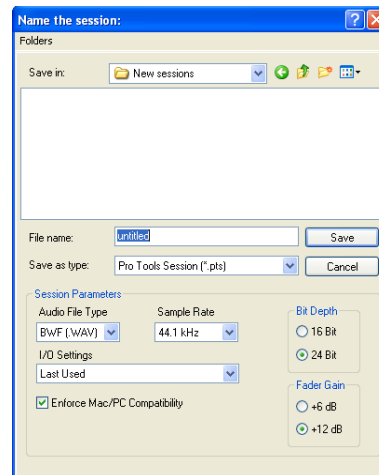 Name the session:
Folders
Save in: New sessions
File name: untitled Save
Save as type: Pro Tools Session (*.pts) Cancel
Session Parameters
Audio File Type Sample Rate Bit Depth
BWF (.WAV) 44.1 kHz 16 Bit
I/O Settings 24 Bit
Last Used
Fader Gain
Enforce Mac/PC Compatibility +6 dB
+12 dB